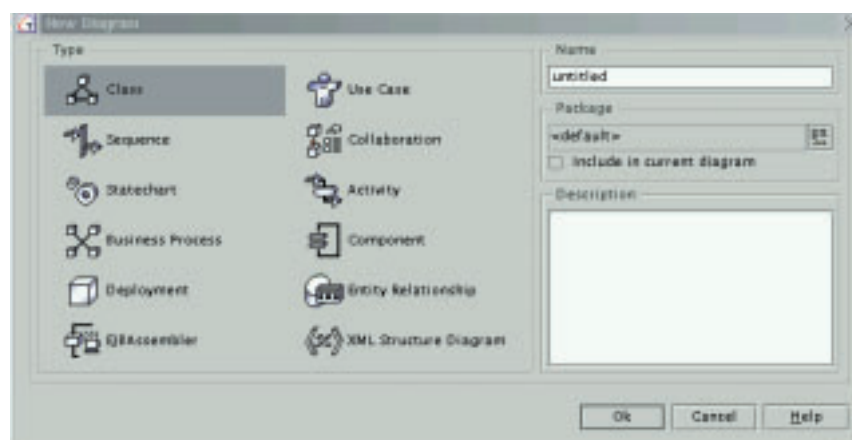 New Diagram
Type
Class
Use Case
Sequence
Collaboration
Statechart
Activity
Business Process
Component
Deployment
Entity Relationship
EJBAssembler
XML Structure Diagram
Name
untitled
Package
<default>
Include in current diagram
Description
Ok
Cancel
Help